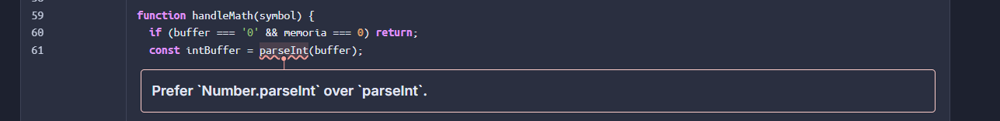 59 function handleMath(symbol) {
60 if (buffer === '0' && memoria === 0) return;
61 const intBuffer = parseInt(buffer);
Prefer `Number.parseInt` over `parseInt`.